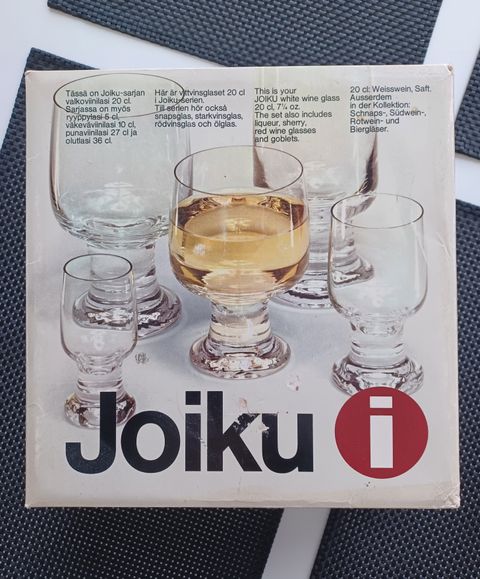 Tässä on Joiku-sarjan
valkoviinilasi 20 cl.
Sarjassa on myös
ryyppylasi 5 cl,
väkeväviinilasi 10 cl,
punaviinilasi 27 cl ja
olutlasi 36 cl.
Här är vittvinsglaset 20 cl
i Joiku-serien.
Till serien hör också
snapsglas, starkvinsglas,
rödvinsglas och ölglas.
This is your
JOIKU white wine glass
20 cl, 7¼ oz.
The set also includes
liqueur, sherry,
red wine glasses
and goblets.
20 cl: Weisswein, Saft.
Ausserdem
in der Kollektion:
Schnaps-, Südwein-,
Rotwein- und
Biergläser.
Joiku i